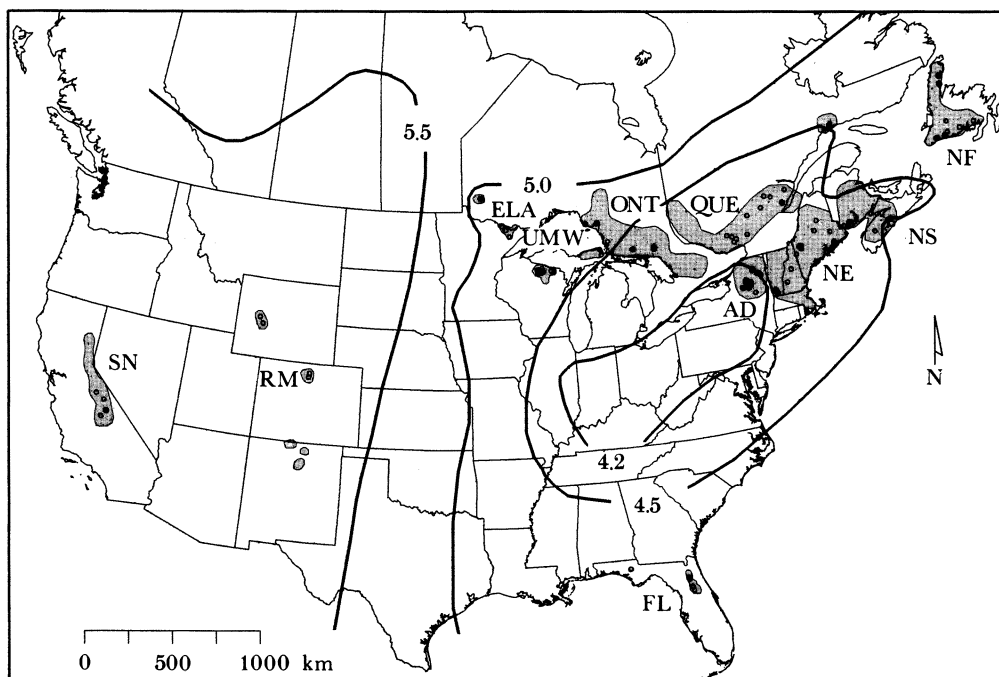 5.5
NF
5.0
ELA
ONT
QUE
UMW
NS
NE
AD
SN
RM
N
4.2
4.5
FL
0 500 1000 km